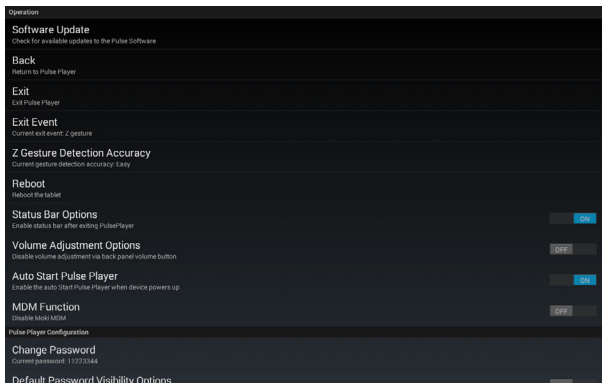 Operation
Software Update
Check for available updates to the Pulse Software
Back
Return to Pulse Player
Exit
Exit Pulse Player
Exit Event
Current exit event: Z gesture
Z Gesture Detection Accuracy
Current gesture detection accuracy: Easy
Reboot
Reboot the tablet
Status Bar Options
Enable status bar after exiting PulsePlayer
ON
Volume Adjustment Options
Disable volume adjustment via back panel volume button
OFF
Auto Start Pulse Player
Enable the auto Start Pulse Player when device powers up
ON
MDM Function
Disable Moki MDM
OFF
Pulse Player Configuration
Change Password
Current password: 11223344
Default Password Visibility Options